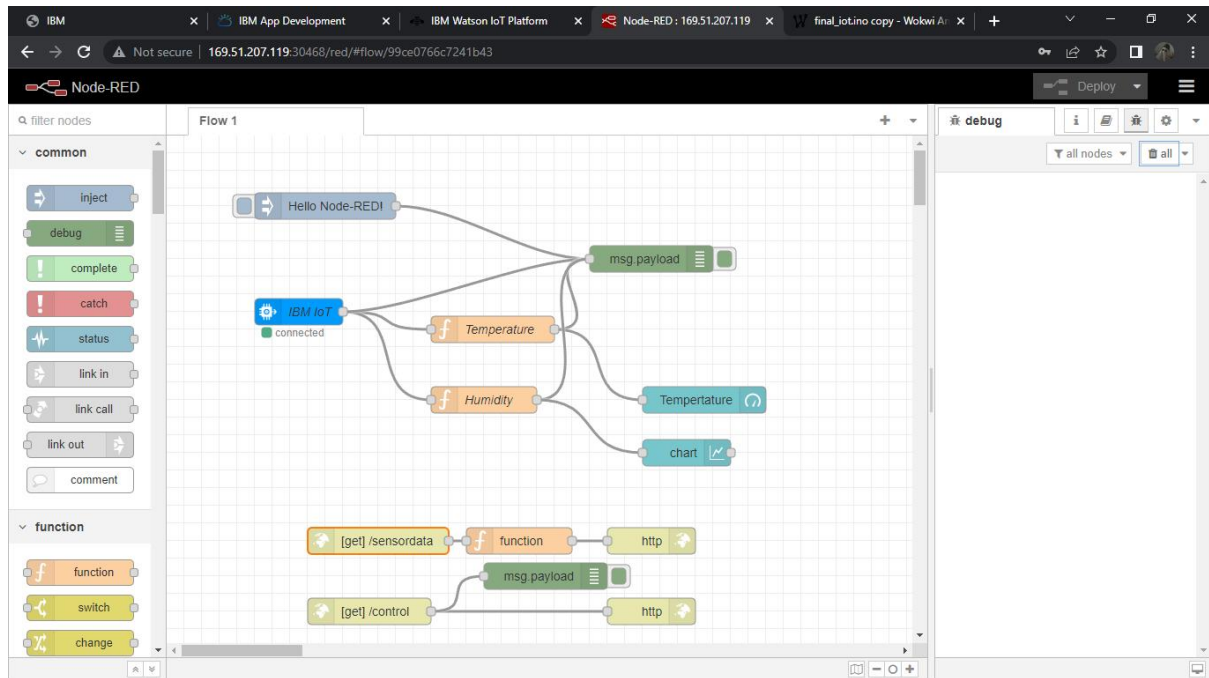 IBM
IBM App Development
IBM Watson IoT Platform
Node-RED : 169.51.207.119
final_iot.ino copy - Wokwi Ar
Not secure
169.51.207.119:30468/red/#flow/99ce0766c7241b43
Node-RED
Deploy
filter nodes
Flow 1
debug
i
all nodes
all
common
inject
debug
complete
catch
status
link in
link call
link out
comment
function
function
switch
change
Hello Node-RED!
msg.payload
IBM IoT
connected
Temperature
Humidity
Tempertature
chart
[get] /sensordata
function
http
msg.payload
[get] /control
http